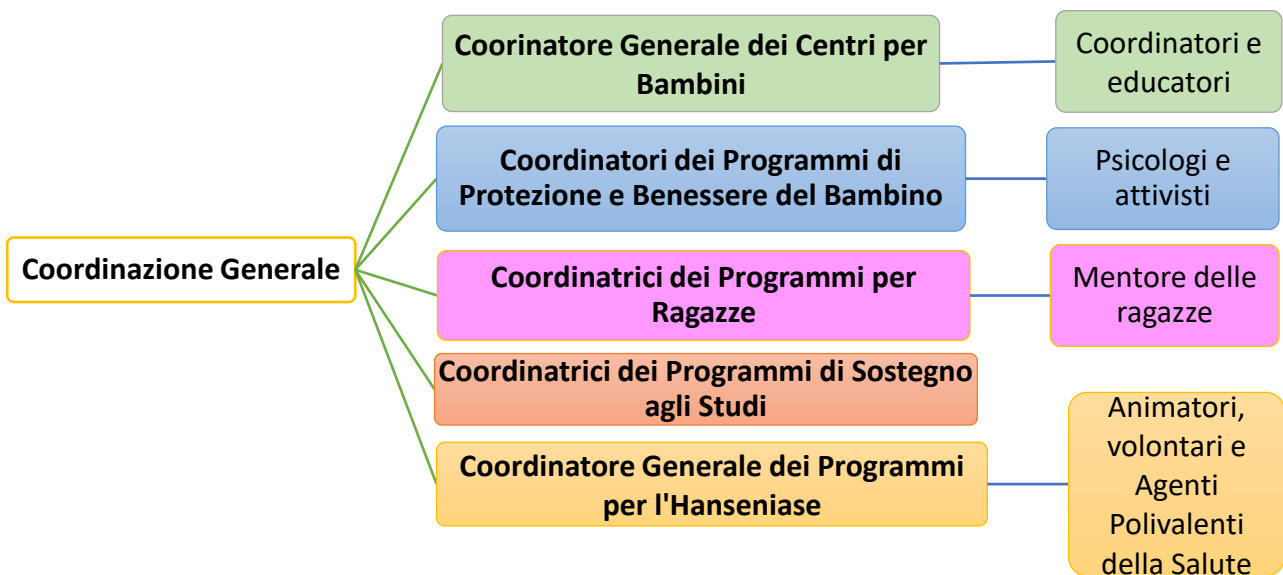 Coordinazione Generale
Coorinatore Generale dei Centri per
Bambini
Coordinatori e
educatori
Coordinatori dei Programmi di
Protezione e Benessere del Bambino
Psicologi e
attivisti
Coordinatrici dei Programmi per
Ragazze
Mentore delle
ragazze
Coordinatrici dei Programmi di Sostegno
agli Studi
Coordinatore Generale dei Programmi
per l'Hanseniase
Animatori,
volontari e
Agenti
Polivalenti
della Salute